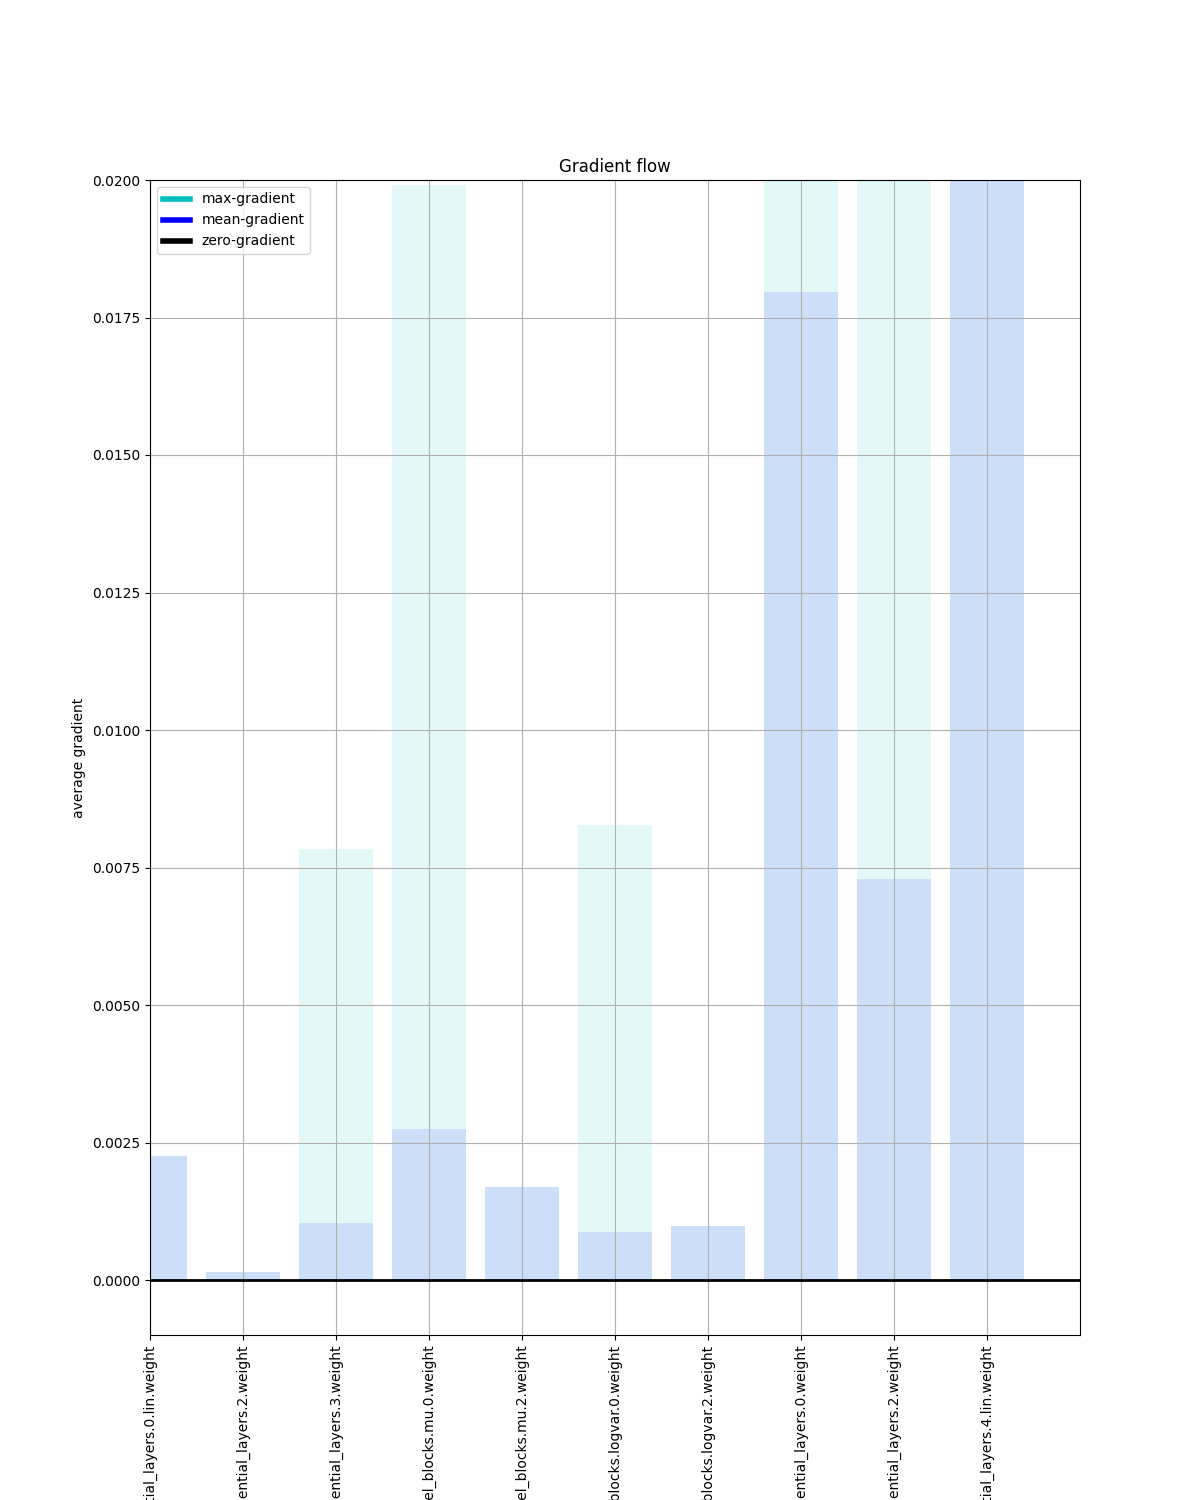 Gradient flow
max-gradient
mean-gradient
zero-gradient
0.0200
0.0175
0.0150
0.0125
0.0100
0.0075
0.0050
0.0025
0.0000
average gradient
tial_layers.0.lin.weight
ential_layers.2.weight
ential_layers.3.weight
el_blocks.mu.0.weight
el_blocks.mu.2.weight
blocks.logvar.0.weight
blocks.logvar.2.weight
ential_layers.0.weight
ential_layers.2.weight
tial_layers.4.lin.weight